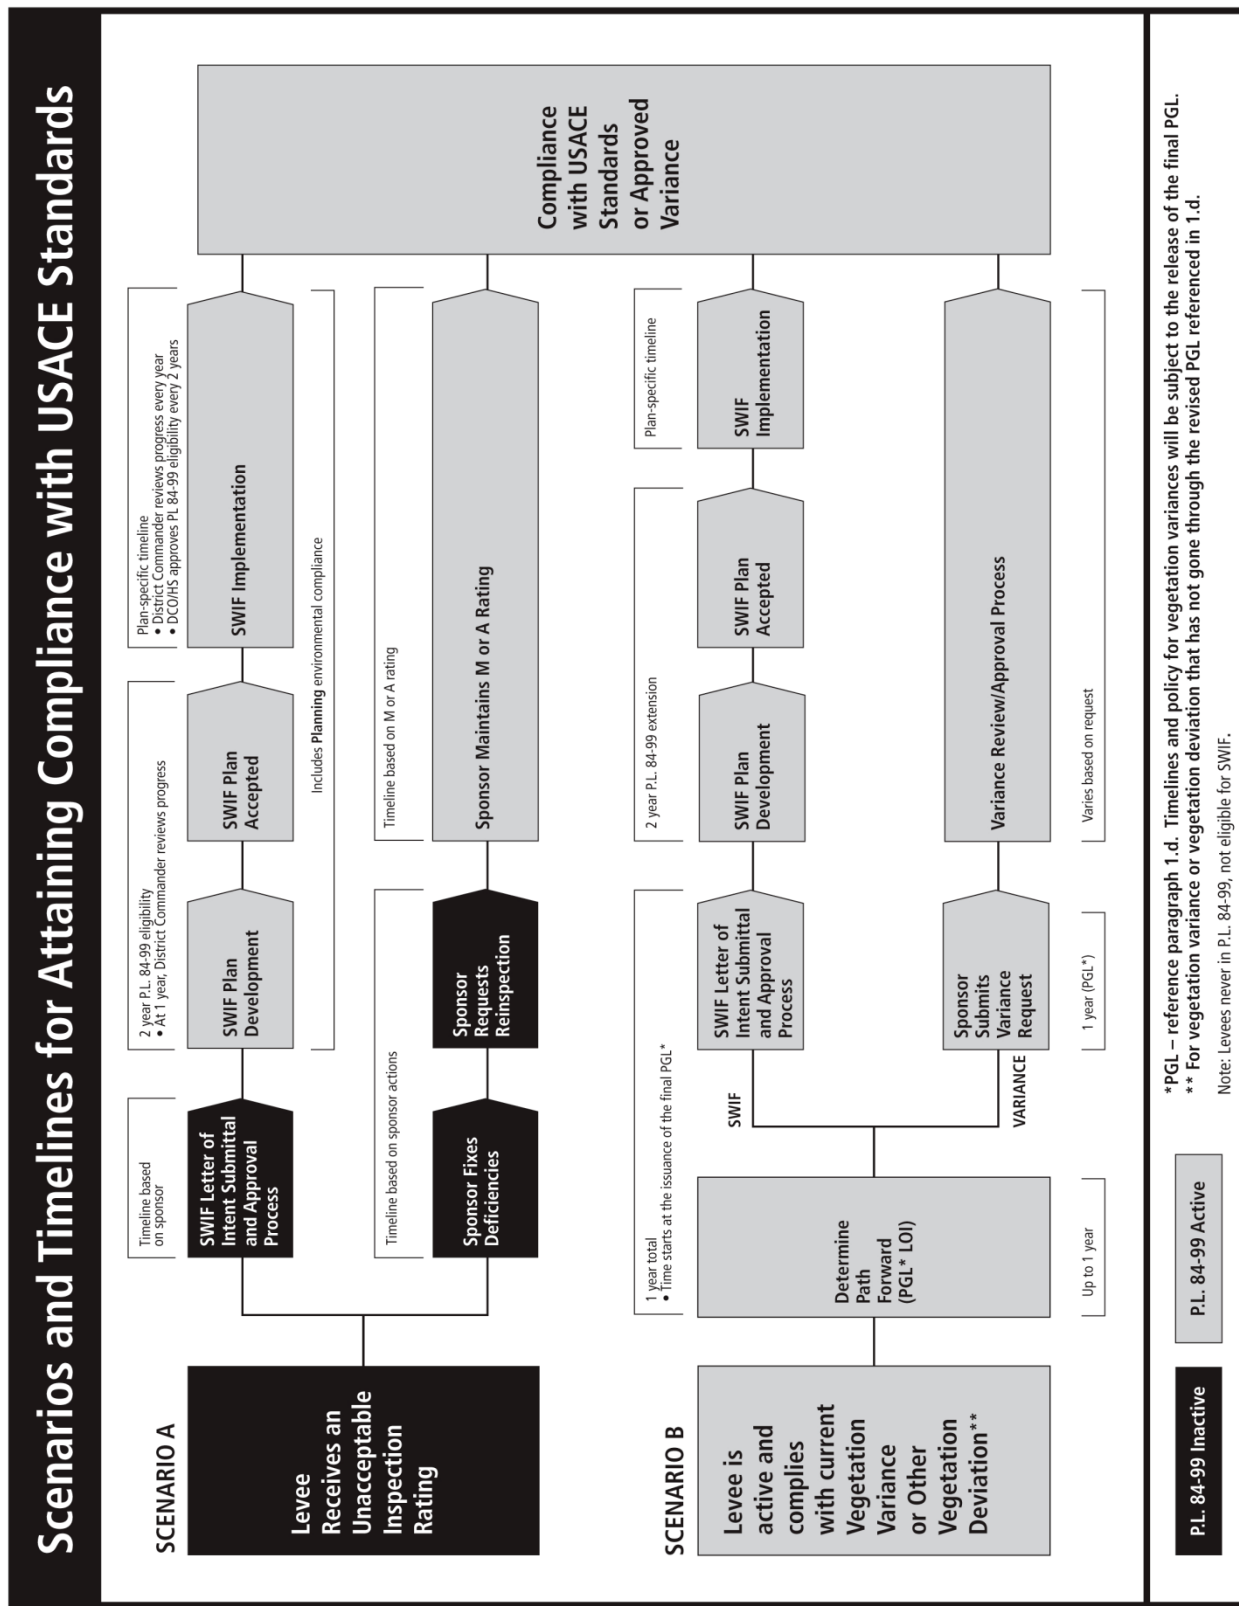 Scenarios and Timelines for Attaining Compliance with USACE Standards
SCENARIO A
Levee
Receives an
Unacceptable
Inspection
Rating
Timeline based
on sponsor
SWIF Letter of
Intent Submittal
and Approval
Process
2 year P.L. 84-99 eligibility
• At 1 year, District Commander reviews progress
SWIF Plan
Development
SWIF Plan
Accepted
Plan-specific timeline
• District Commander reviews progress every year
• DCO/HS approves PL 84-99 eligibility every 2 years
SWIF Implementation
Includes Planning environmental compliance
Timeline based on sponsor actions
Sponsor Fixes
Deficiencies
Sponsor
Requests
Reinspection
Timeline based on M or A rating
Sponsor Maintains M or A Rating
Compliance
with USACE
Standards
or Approved
Variance
SCENARIO B
Levee is
active and
complies
with current
Vegetation
Variance
or Other
Vegetation
Deviation**
1 year total
• Time starts at the issuance of the final PGL*
Determine
Path
Forward
(PGL* LOI)
Up to 1 year
SWIF
SWIF Letter of
Intent Submittal
and Approval
Process
2 year P.L. 84-99 extension
SWIF Plan
Development
SWIF Plan
Accepted
Plan-specific timeline
SWIF
Implementation
VARIANCE
Sponsor
Submits
Variance
Request
1 year (PGL*)
Variance Review/Approval Process
Varies based on request
P.L. 84-99 Inactive
P.L. 84-99 Active
*PGL – reference paragraph 1.d. Timelines and policy for vegetation variances will be subject to the release of the final PGL.
** For vegetation variance or vegetation deviation that has not gone through the revised PGL referenced in 1.d.
Note: Levees never in P.L. 84-99, not eligible for SWIF.